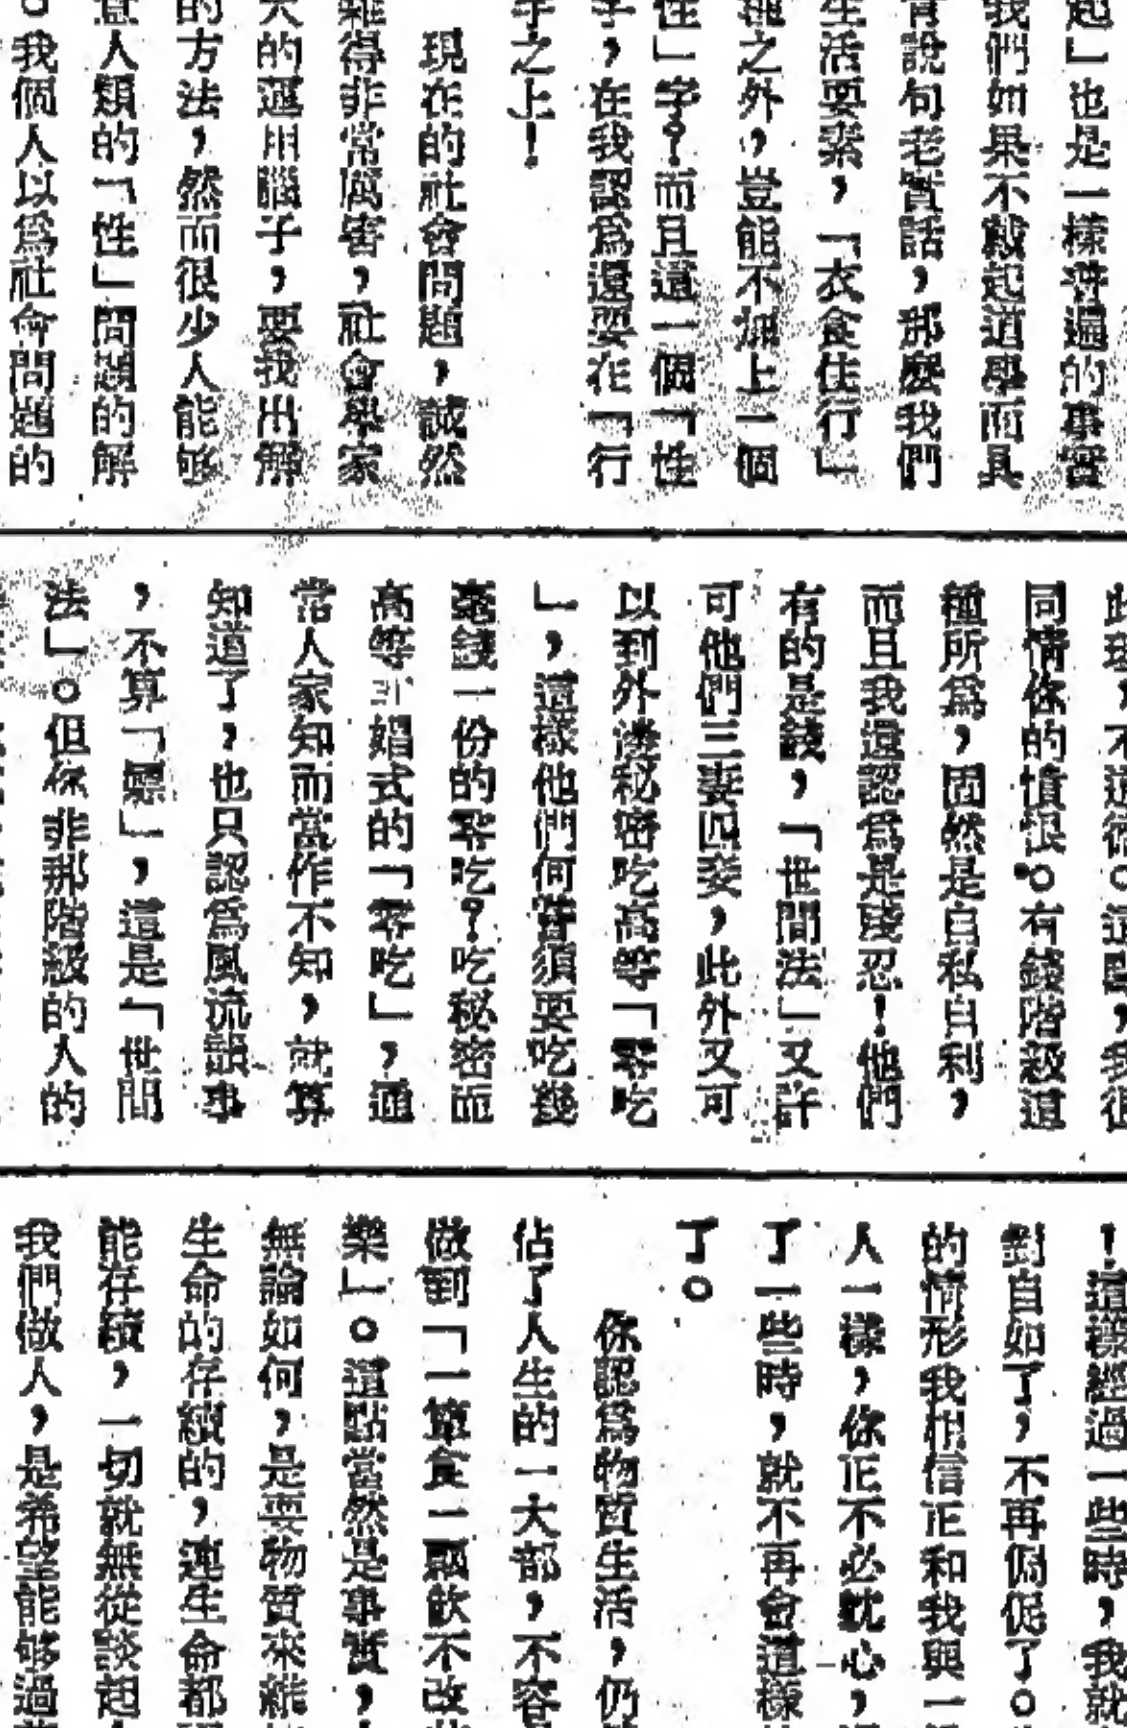 起」也是一樣普遍的事啻
我們如果不戴起道學面具
肯說句老實話，那麼我們
生活要素，「衣食住行」
種之外，豈能不加上一個
性」字？而且這一個「性
字，在我認爲還要在「行
字之上！
現在的社會問題，誠然
雜得非常厲害，社會學家
大的運用腦子，要找出解
的方法，然而很少人能够
人類的「性」問題的解
。我個人以爲社會問題的
此理，不道德。這點，我很
同情你的憤恨。有錢階級這
種所爲，固然是自私自利，
而且我還認爲是殘忍！他們
有的是錢，「世間法」又許
可他們三妻四妾，此外又可
以到外邊秘密吃高等「零吃
」，這樣他們何嘗須要吃幾
毫錢一份的零吃？吃秘密而
高等非娼式的「零吃」，通
常人家知而當作不知，就算
知道了，也只認爲風流韻事
，不算「嫖」，這是「世間
法」。但你非那階級的人的
！這樣經過一些時，我就
對自如了，不再侷促了。
的情形我相信正和我與一
人一樣，你正不必躭心，
了一些時，就不再會這樣
了。
你認爲物質生活，仍
佔了人生的一大部，不容
做到「一簞食一瓢飲不改
樂」。這點當然是事實，
無論如何，是要物質來維
生命的存續的，連生命都
能存續，一切就無從談起
我們做人，是希望能够過